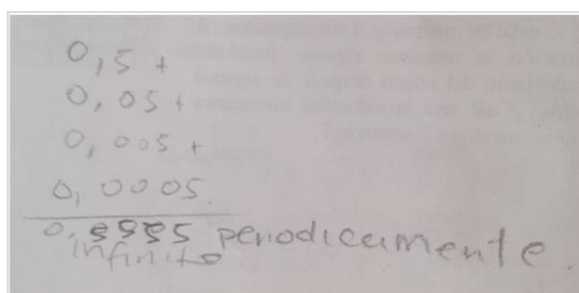 0,5 +
0,05 +
0,005 +
0,0005.
0,5555 periodicamente.
infinito